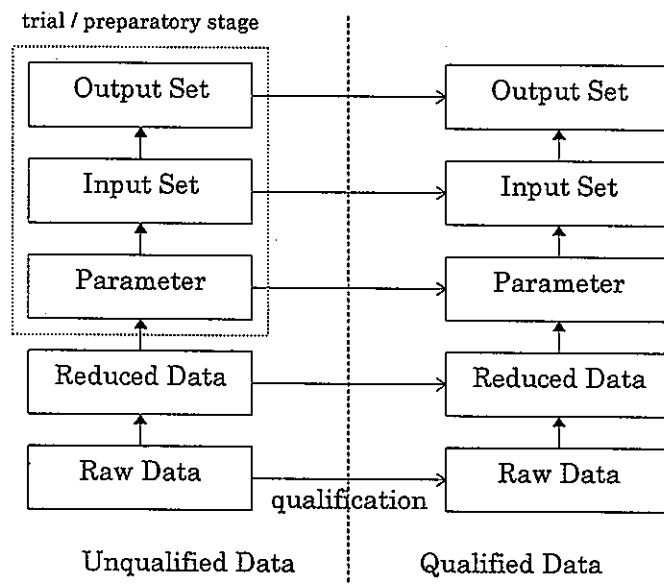 trial / preparatory stage
Output Set
Output Set
Input Set
Input Set
Parameter
Parameter
Reduced Data
Reduced Data
Raw Data
Raw Data
qualification
Unqualified Data
Qualified Data